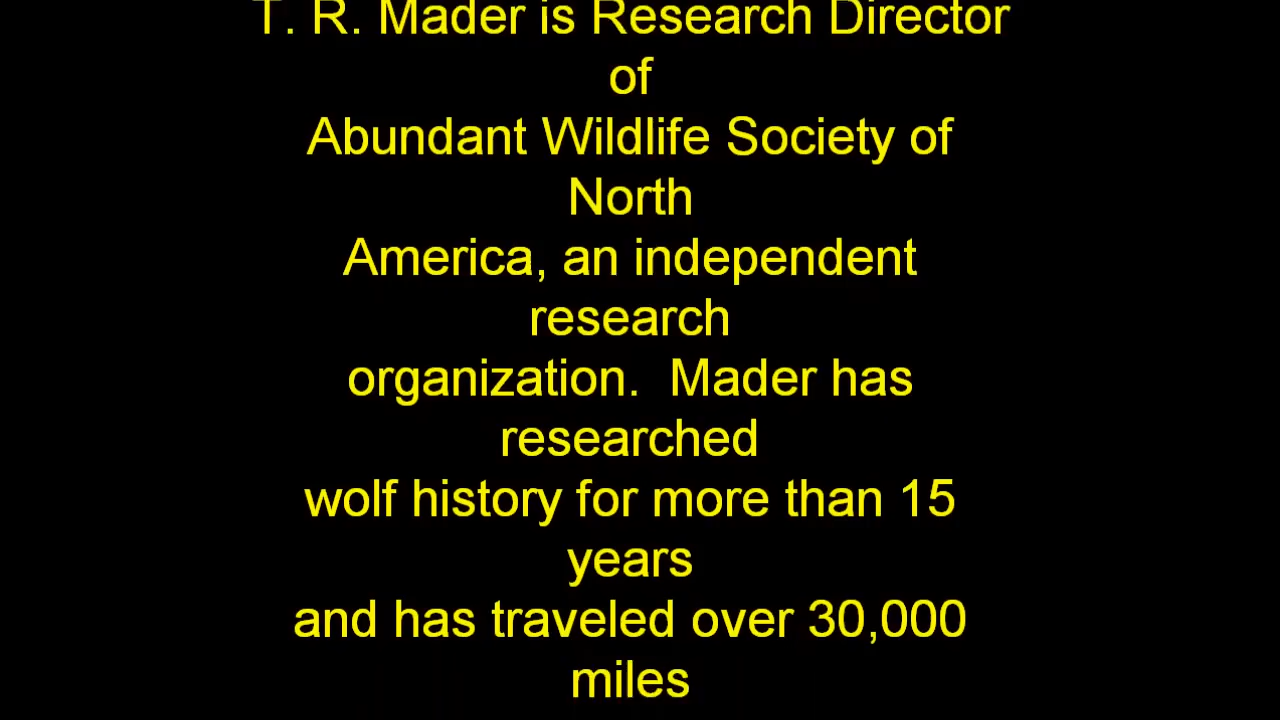 T. R. Mader is Research Director
of
Abundant Wildlife Society of
North
America, an independent
research
organization.  Mader has
researched
wolf history for more than 15
years
and has traveled over 30,000
miles